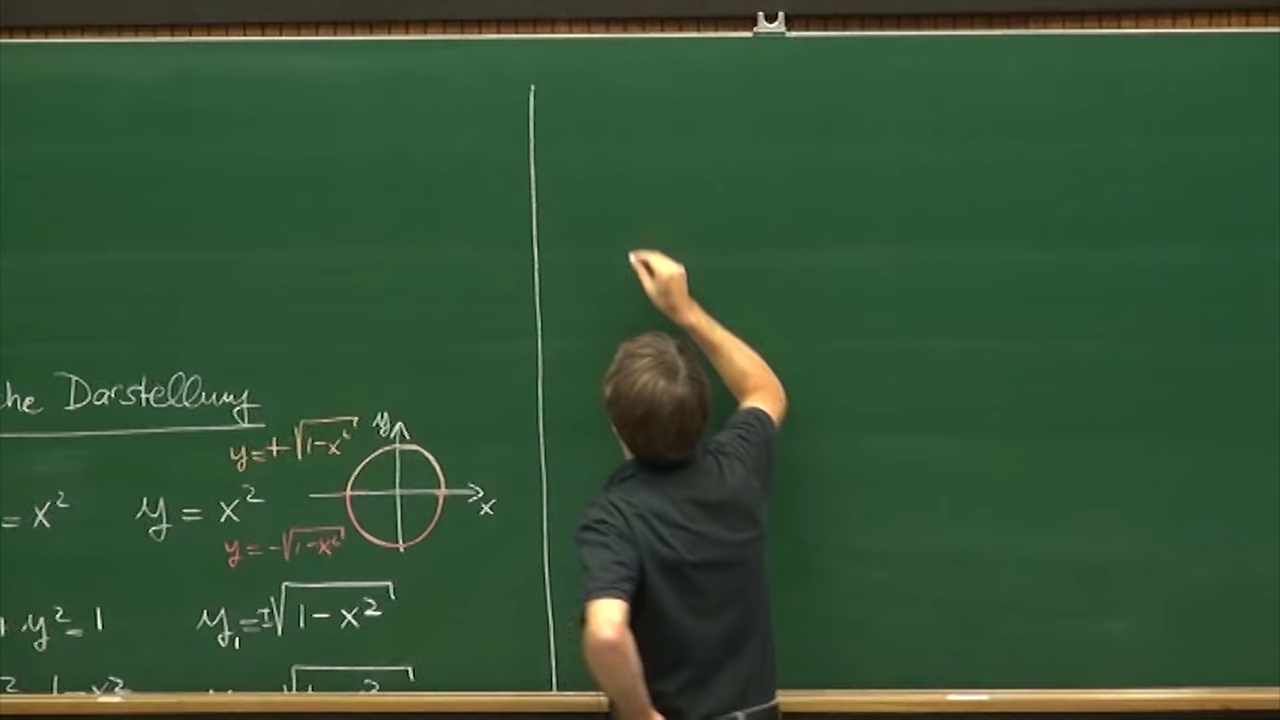 he Darstellung
y=+√1-x²
y
= x²
y = x²
x
y=-√1-x²
y²=1
y₁=±√1-x²